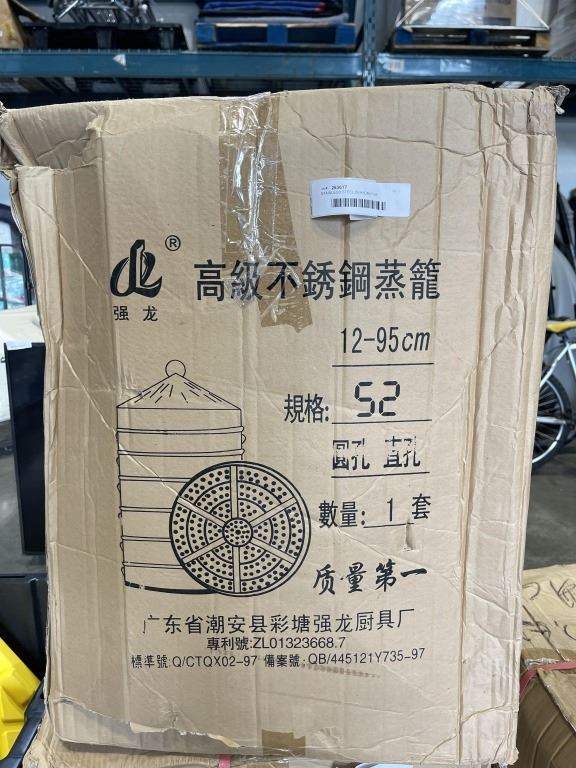 263617
®
强龙
高級不銹鋼蒸籠
12-95cm
規格: 52
圓孔 直孔
數量: 1 套
质量第一
广东省潮安县彩塘强龙厨具厂
專利號:ZL01323668.7
標準號:Q/CTQX02-97 備案號:QB/445121Y735-97